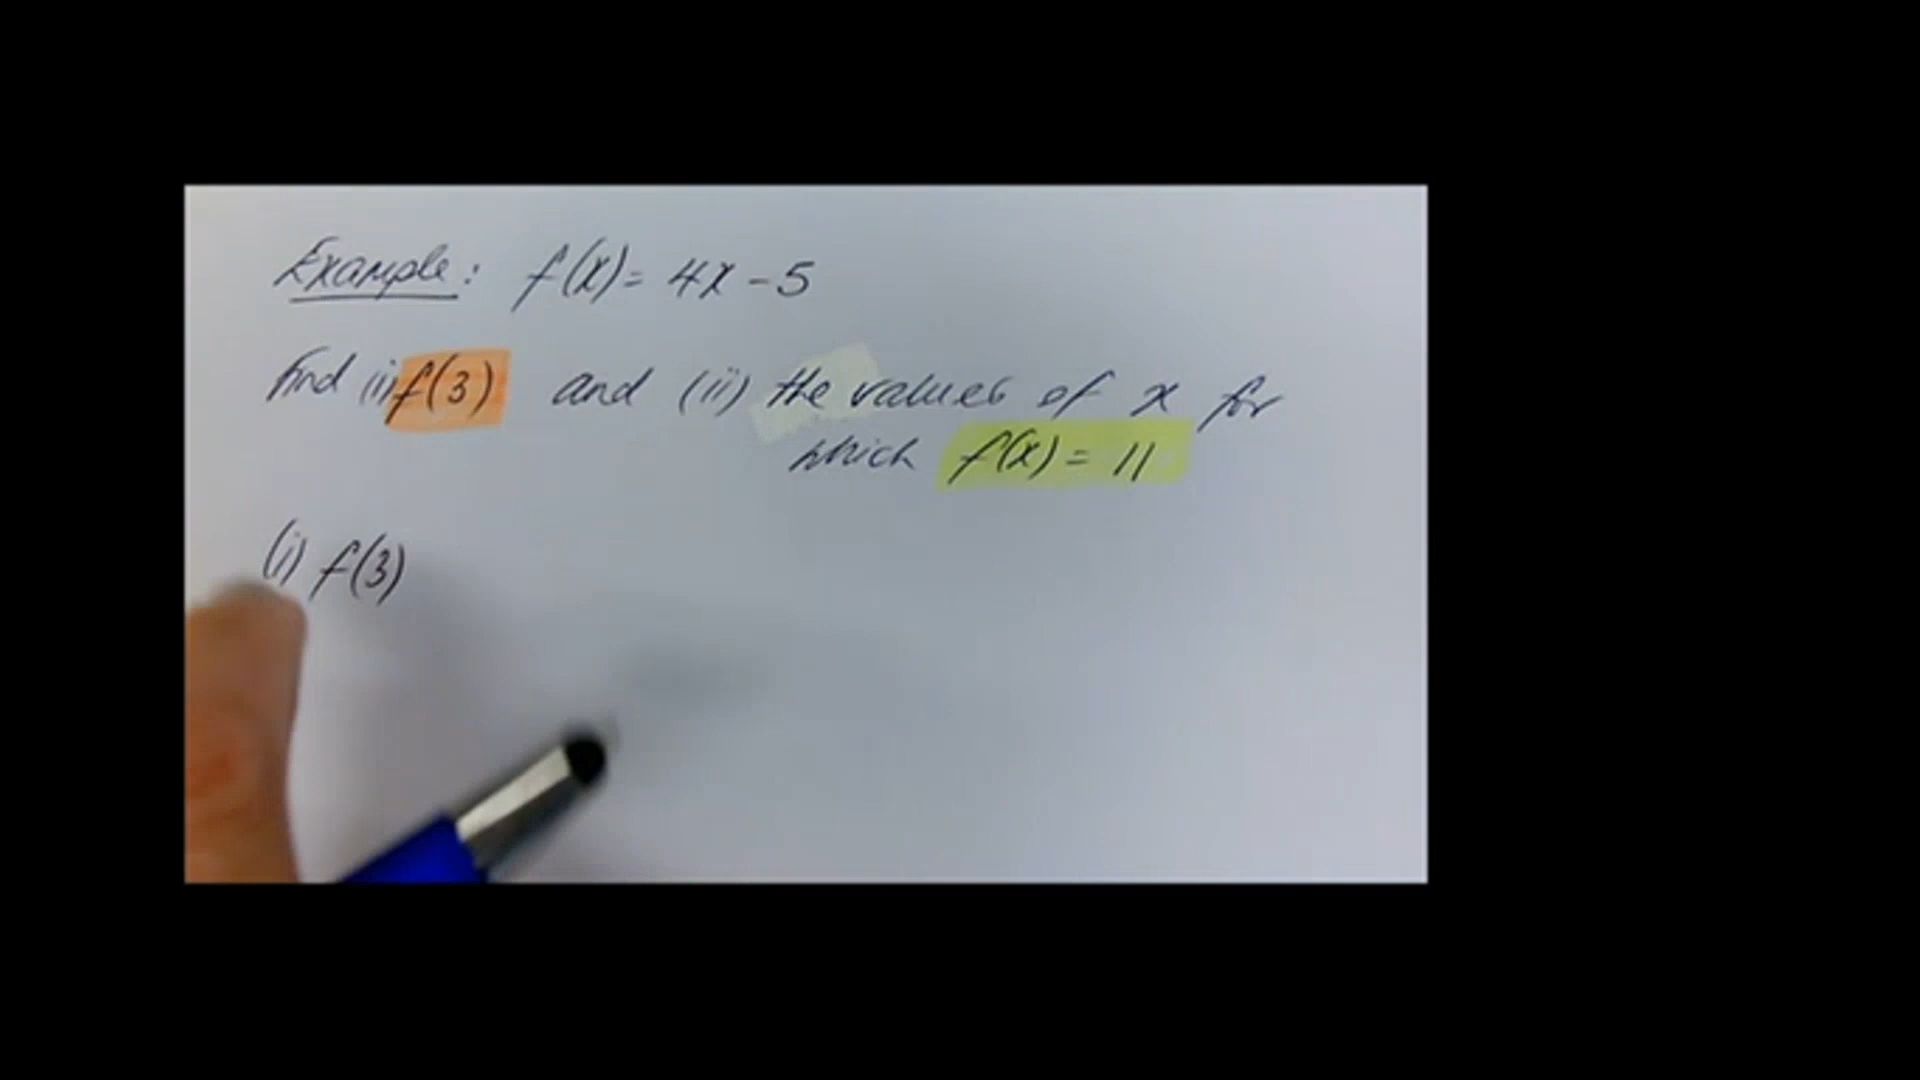 Example: f(x) = 4x - 5
find (i) f(3) and (ii) the values of x for
which f(x) = 11
(i) f(3)